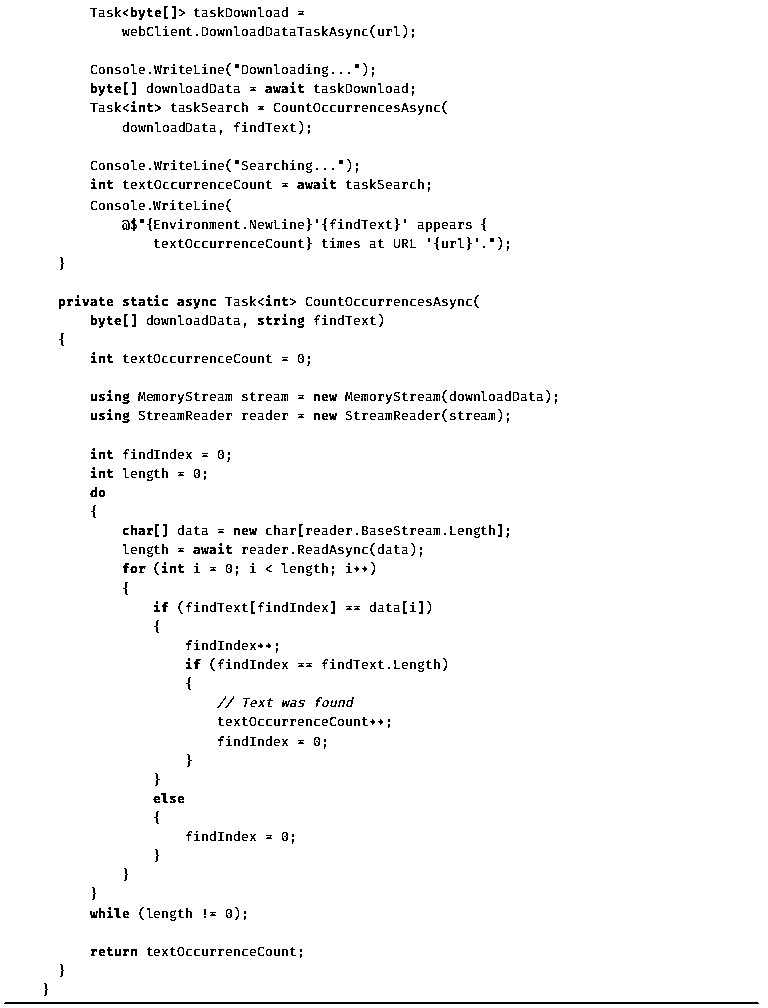 Task<byte[]> taskDownload =
webClient.DownloadDataTaskAsync(url);
Console.WriteLine("Downloading...");
byte[] downloadData = await taskDownload;
Task<int> taskSearch = CountOccurrencesAsync(
downloadData, findText);
Console.WriteLine("Searching...");
int textOccurrenceCount = await taskSearch;
Console.WriteLine(
@$"{Environment.NewLine}'{findText}' appears {
textOccurrenceCount} times at URL '{url}'.");
}
private static async Task<int> CountOccurrencesAsync(
byte[] downloadData, string findText)
{
int textOccurrenceCount = 0;
using MemoryStream stream = new MemoryStream(downloadData);
using StreamReader reader = new StreamReader(stream);
int findIndex = 0;
int length = 0;
do
{
char[] data = new char[reader.BaseStream.Length];
length = await reader.ReadAsync(data);
for (int i = 0; i < length; i++)
{
if (findText[findIndex] == data[i])
{
findIndex++;
if (findIndex == findText.Length)
{
// Text was found
textOccurrenceCount++;
findIndex = 0;
}
}
else
{
findIndex = 0;
}
}
}
while (length != 0);
return textOccurrenceCount;
}
}